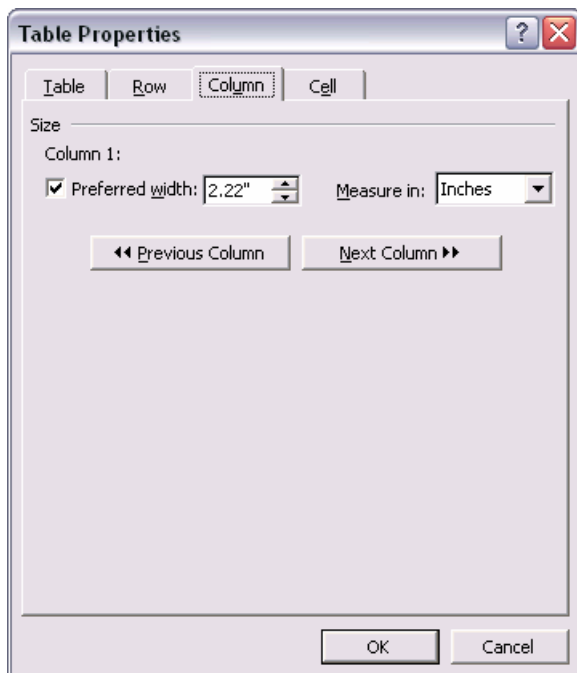 Table Properties
?
Table Row Column Cell
Size
Column 1:
Preferred width: 2.22" Measure in: Inches
Previous Column Next Column
OK Cancel